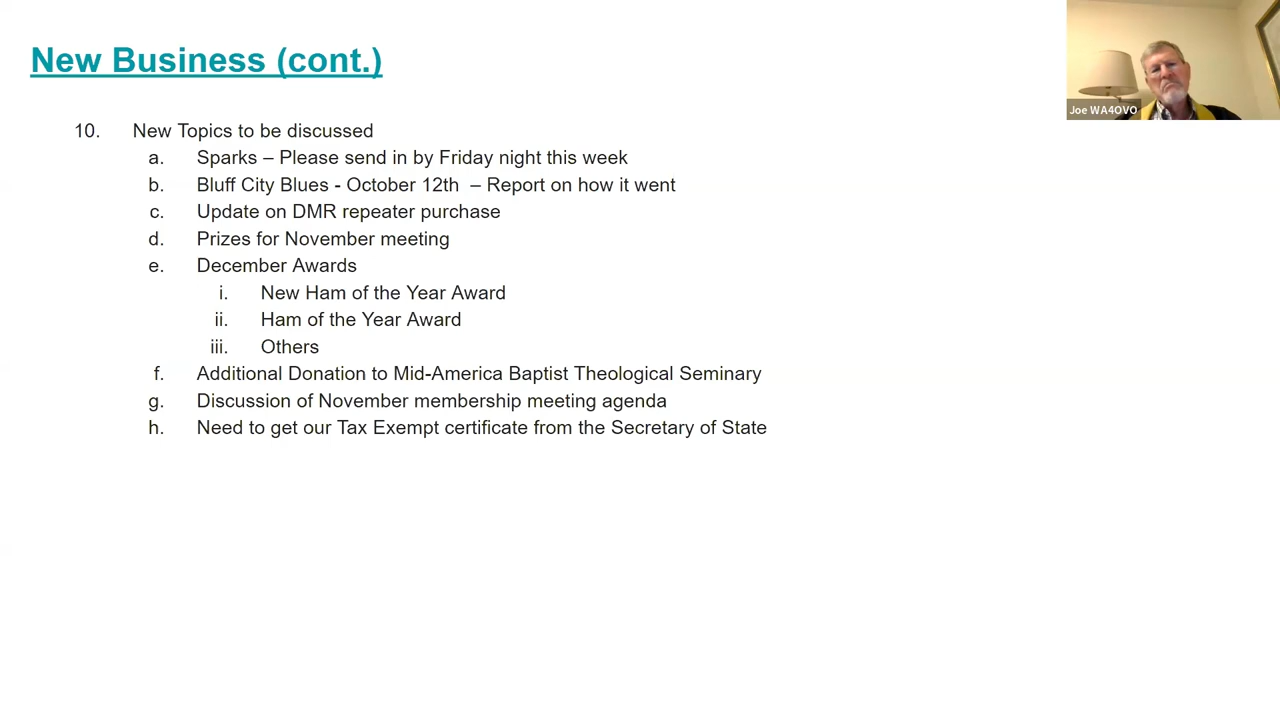 New Business (cont.)
Joe WA4OVO
10. New Topics to be discussed
a. Sparks – Please send in by Friday night this week
b. Bluff City Blues - October 12th – Report on how it went
c. Update on DMR repeater purchase
d. Prizes for November meeting
e. December Awards
i. New Ham of the Year Award
ii. Ham of the Year Award
iii. Others
f. Additional Donation to Mid-America Baptist Theological Seminary
g. Discussion of November membership meeting agenda
h. Need to get our Tax Exempt certificate from the Secretary of State